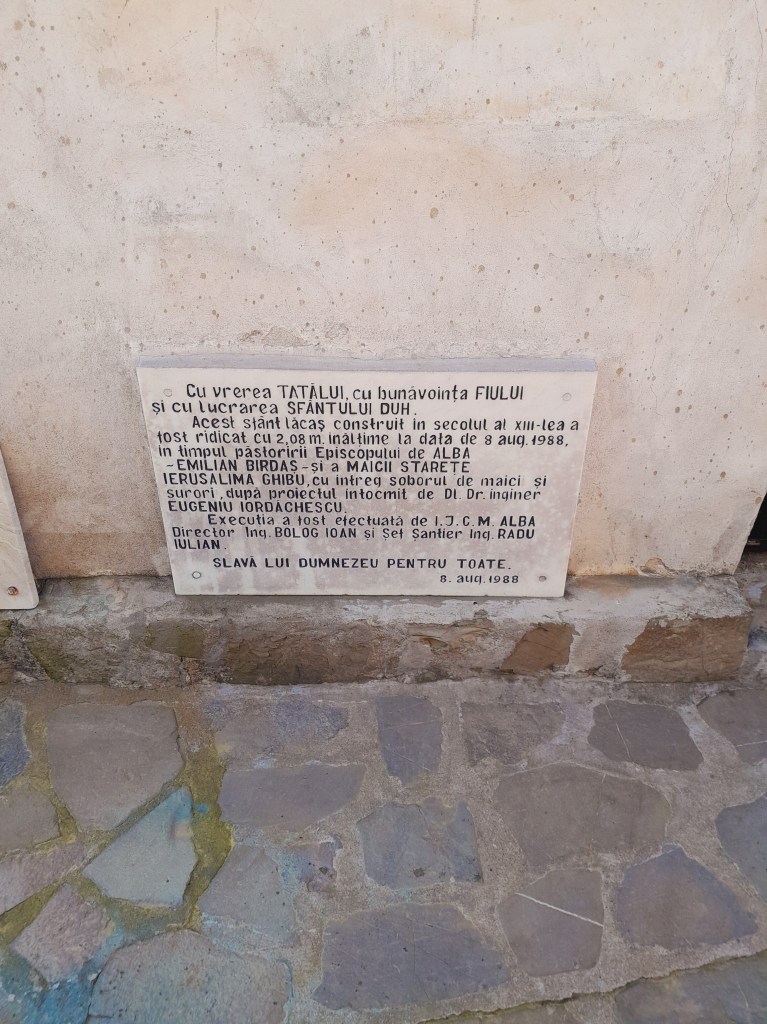 Cu vrerea TATĂLUI, cu bunăvoința FIULUI
și cu lucrarea SFÂNTULUI DUH.
Acest sfânt lăcaș construit în secolul al XIII-lea a
fost ridicat cu 2,08 m. înălțime la data de 8 aug. 1988,
în timpul păstoririi Episcopului de ALBA
-EMILIAN BIRDAȘ- și a MAICII STAREȚE
IERUSALIMA GHIBU, cu întreg soborul de maici și
surori, după proiectul întocmit de Dl. Dr. inginer
EUGENIU IORDĂCHESCU.
Execuția a fost efectuată de I.J.C.M. ALBA
Director Ing. BOLOG IOAN și Șef Șantier Ing. RADU
IULIAN.
SLAVĂ LUI DUMNEZEU PENTRU TOATE.
8. aug. 1988